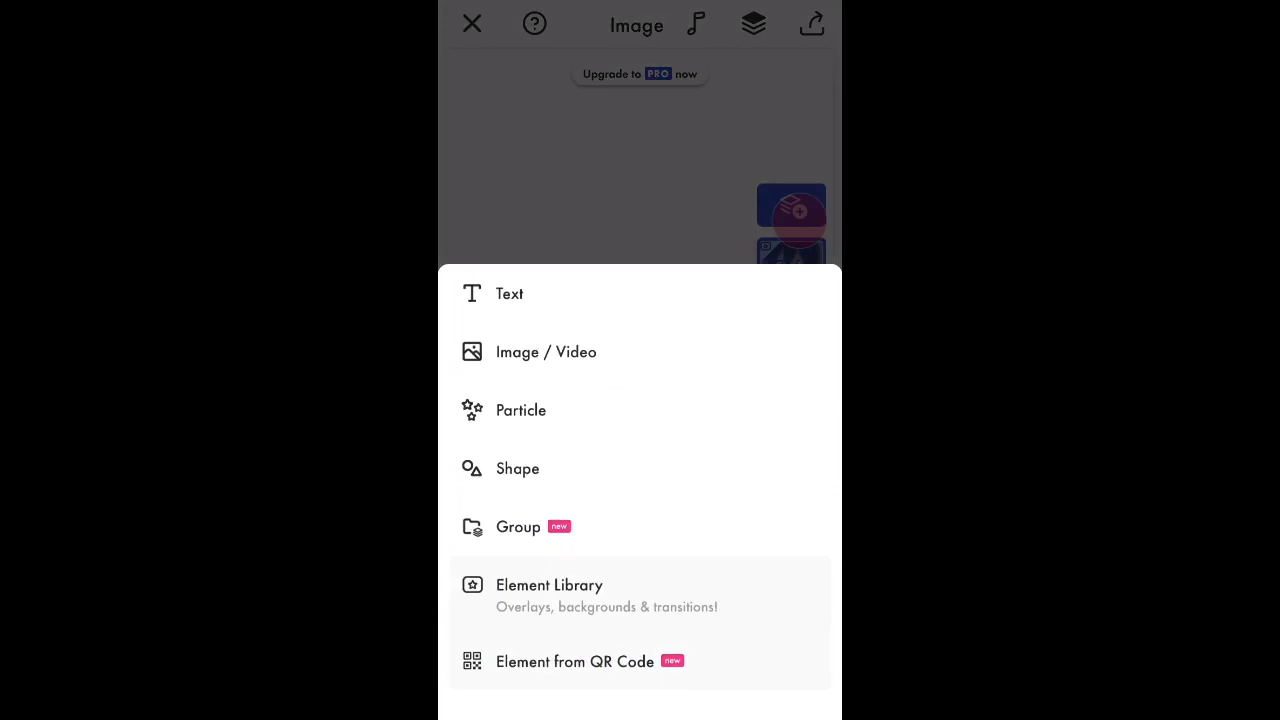 Image
Upgrade to PRO now
Text
Image / Video
Particle
Shape
Group new
Element Library
Overlays, backgrounds & transitions!
Element from QR Code new